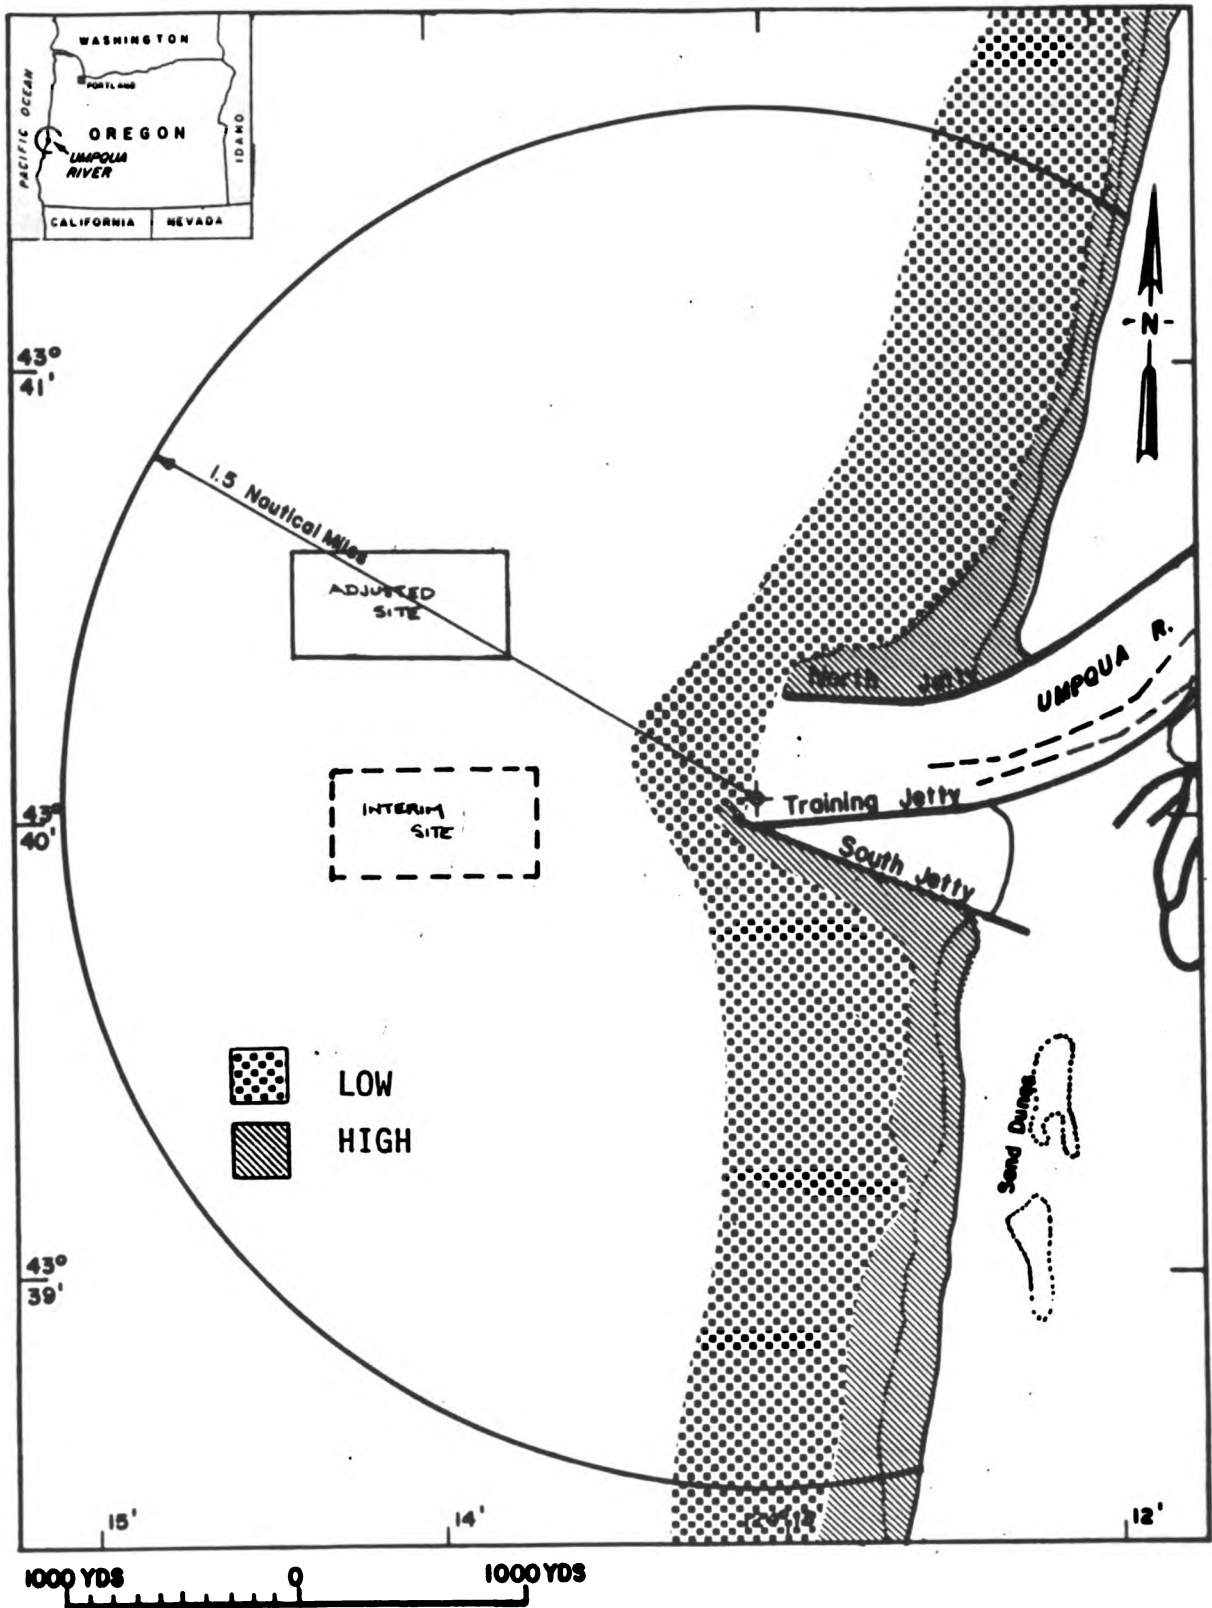 WASHINGTON
PORTLAND
PACIFIC OCEAN
OREGON
IDAHO
UMPQUA
RIVER
CALIFORNIA
NEVADA
N
43°
41'
1.5 Nautical Miles
ADJUSTED
SITE
North Jetty
UMPQUA R.
INTERIM
SITE
Training Jetty
South Jetty
43°
40'
LOW
HIGH
Sand Dunes
43°
39'
15'
14'
12'
1000 YDS
0
1000 YDS